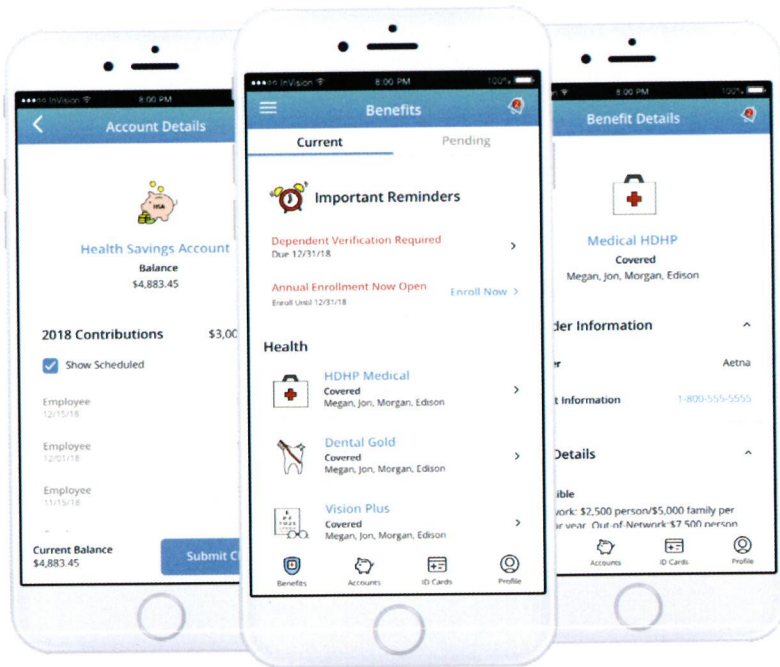 ●●●○○ InVision 8:00 PM
Account Details
HSA
Health Savings Account
Balance
$4,883.45
2018 Contributions $3,00
Show Scheduled
Employee
12/15/18
Employee
12/01/18
Employee
11/15/18
Current Balance
$4,883.45
Submit Cl
●●●○○ InVision 8:00 PM 100%
Benefits
2
Current Pending
Important Reminders
Dependent Verification Required
Due 12/31/18
Annual Enrollment Now Open
Enroll Now >
Enroll Until 12/31/18
Health
HDHP Medical
Covered
Megan, Jon, Morgan, Edison
Dental Gold
Covered
Megan, Jon, Morgan, Edison
Vision Plus
Covered
Megan, Jon, Morgan, Edison
Benefits Accounts ID Cards Profile
8:00 PM 100%
Benefit Details
2
Medical HDHP
Covered
Megan, Jon, Morgan, Edison
der Information
Aetna
t Information 1-800-555-5555
Details
ible
work: $2,500 person/$5,000 family per
r year. Out-of-Network: $7,500 person
Accounts ID Cards Profile